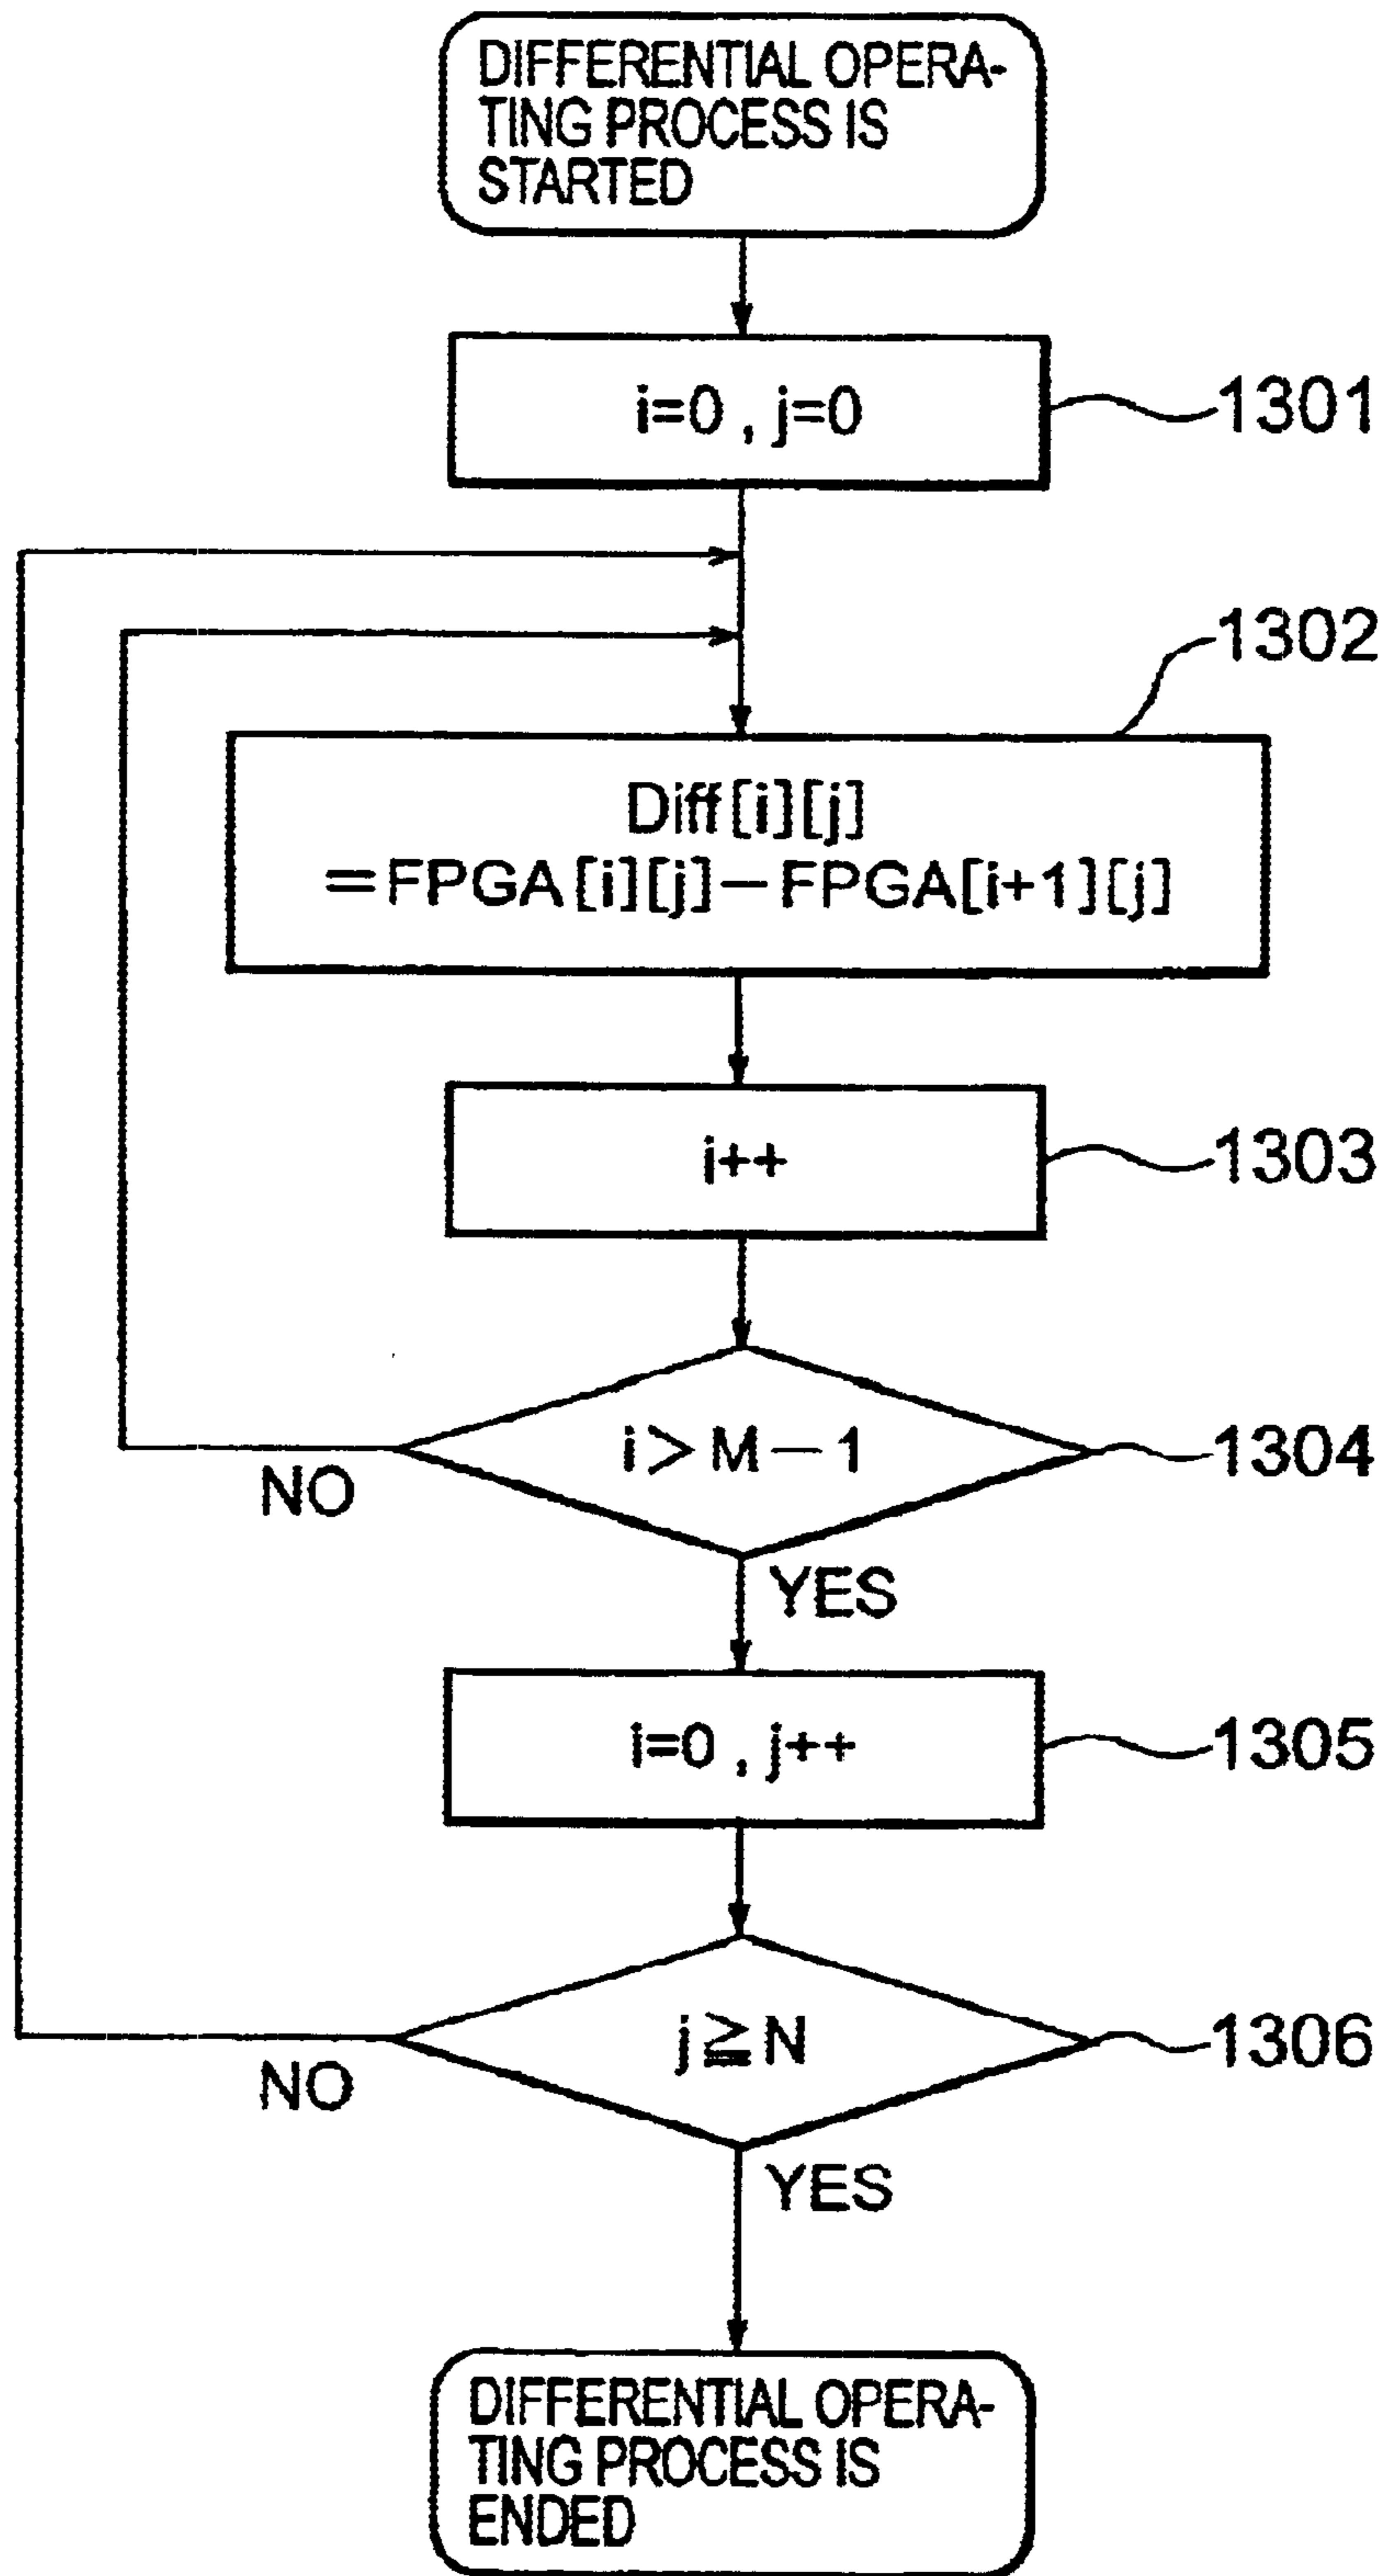 DIFFERENTIAL OPERA-
TING PROCESS IS
STARTED
i=0 , j=0
1301
1302
Diff[i][j]
=FPGA[i][j]−FPGA[i+1][j]
i++
1303
i>M−1
1304
NO
YES
i=0 , j++
1305
j≧N
1306
NO
YES
DIFFERENTIAL OPERA-
TING PROCESS IS
ENDED